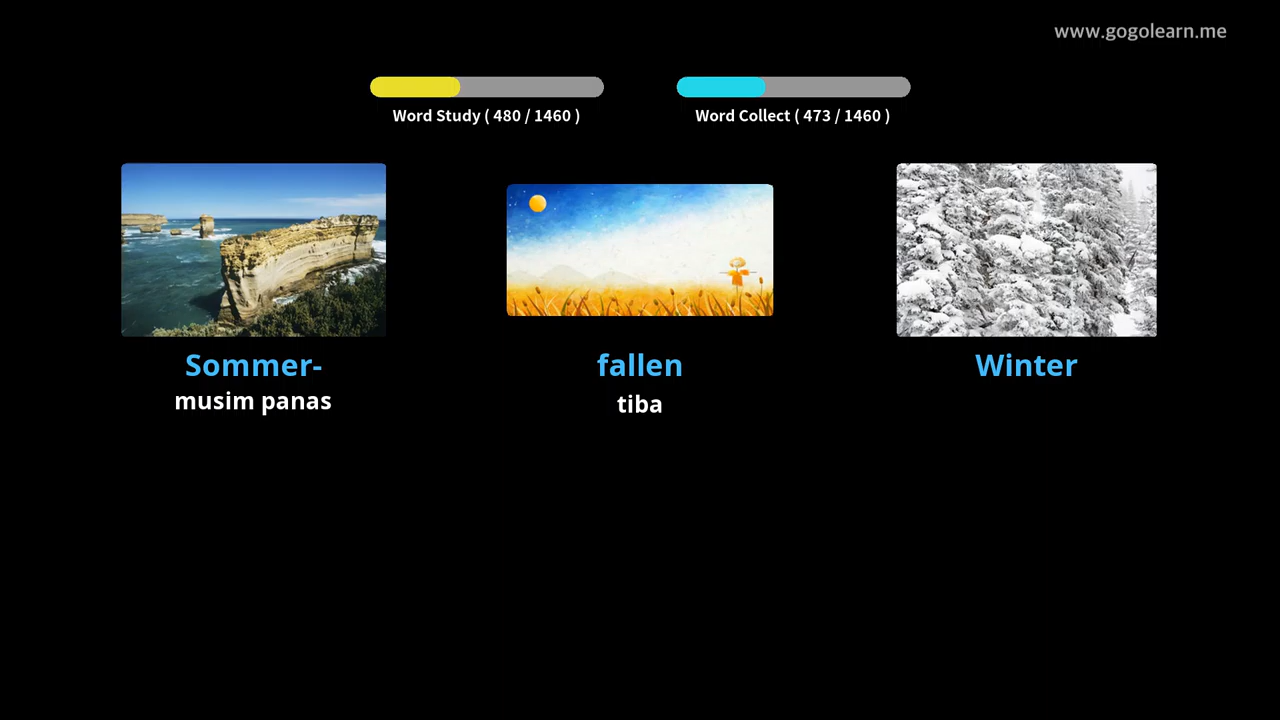 www.gogolearn.me
Word Study ( 480 / 1460 )
Word Collect ( 473 / 1460 )
Sommer-
musim panas
fallen
tiba
Winter